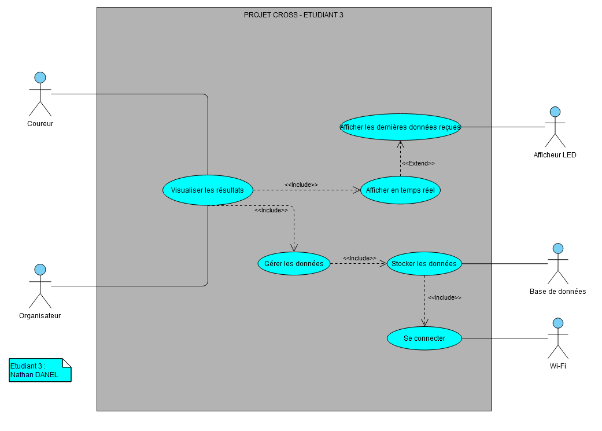 PROJET CROSS - ETUDIANT 3
Coureur
Afficher les dernières données reçues
Afficheur LED
<<Extend>>
Visualiser les résultats
<<Include>>
Afficher en temps réel
<<Include>>
Gérer les données
<<Include>>
Stocker les données
Base de données
Organisateur
<<Include>>
Se connecter
Wi-Fi
Etudiant 3 :
Nathan DANEL